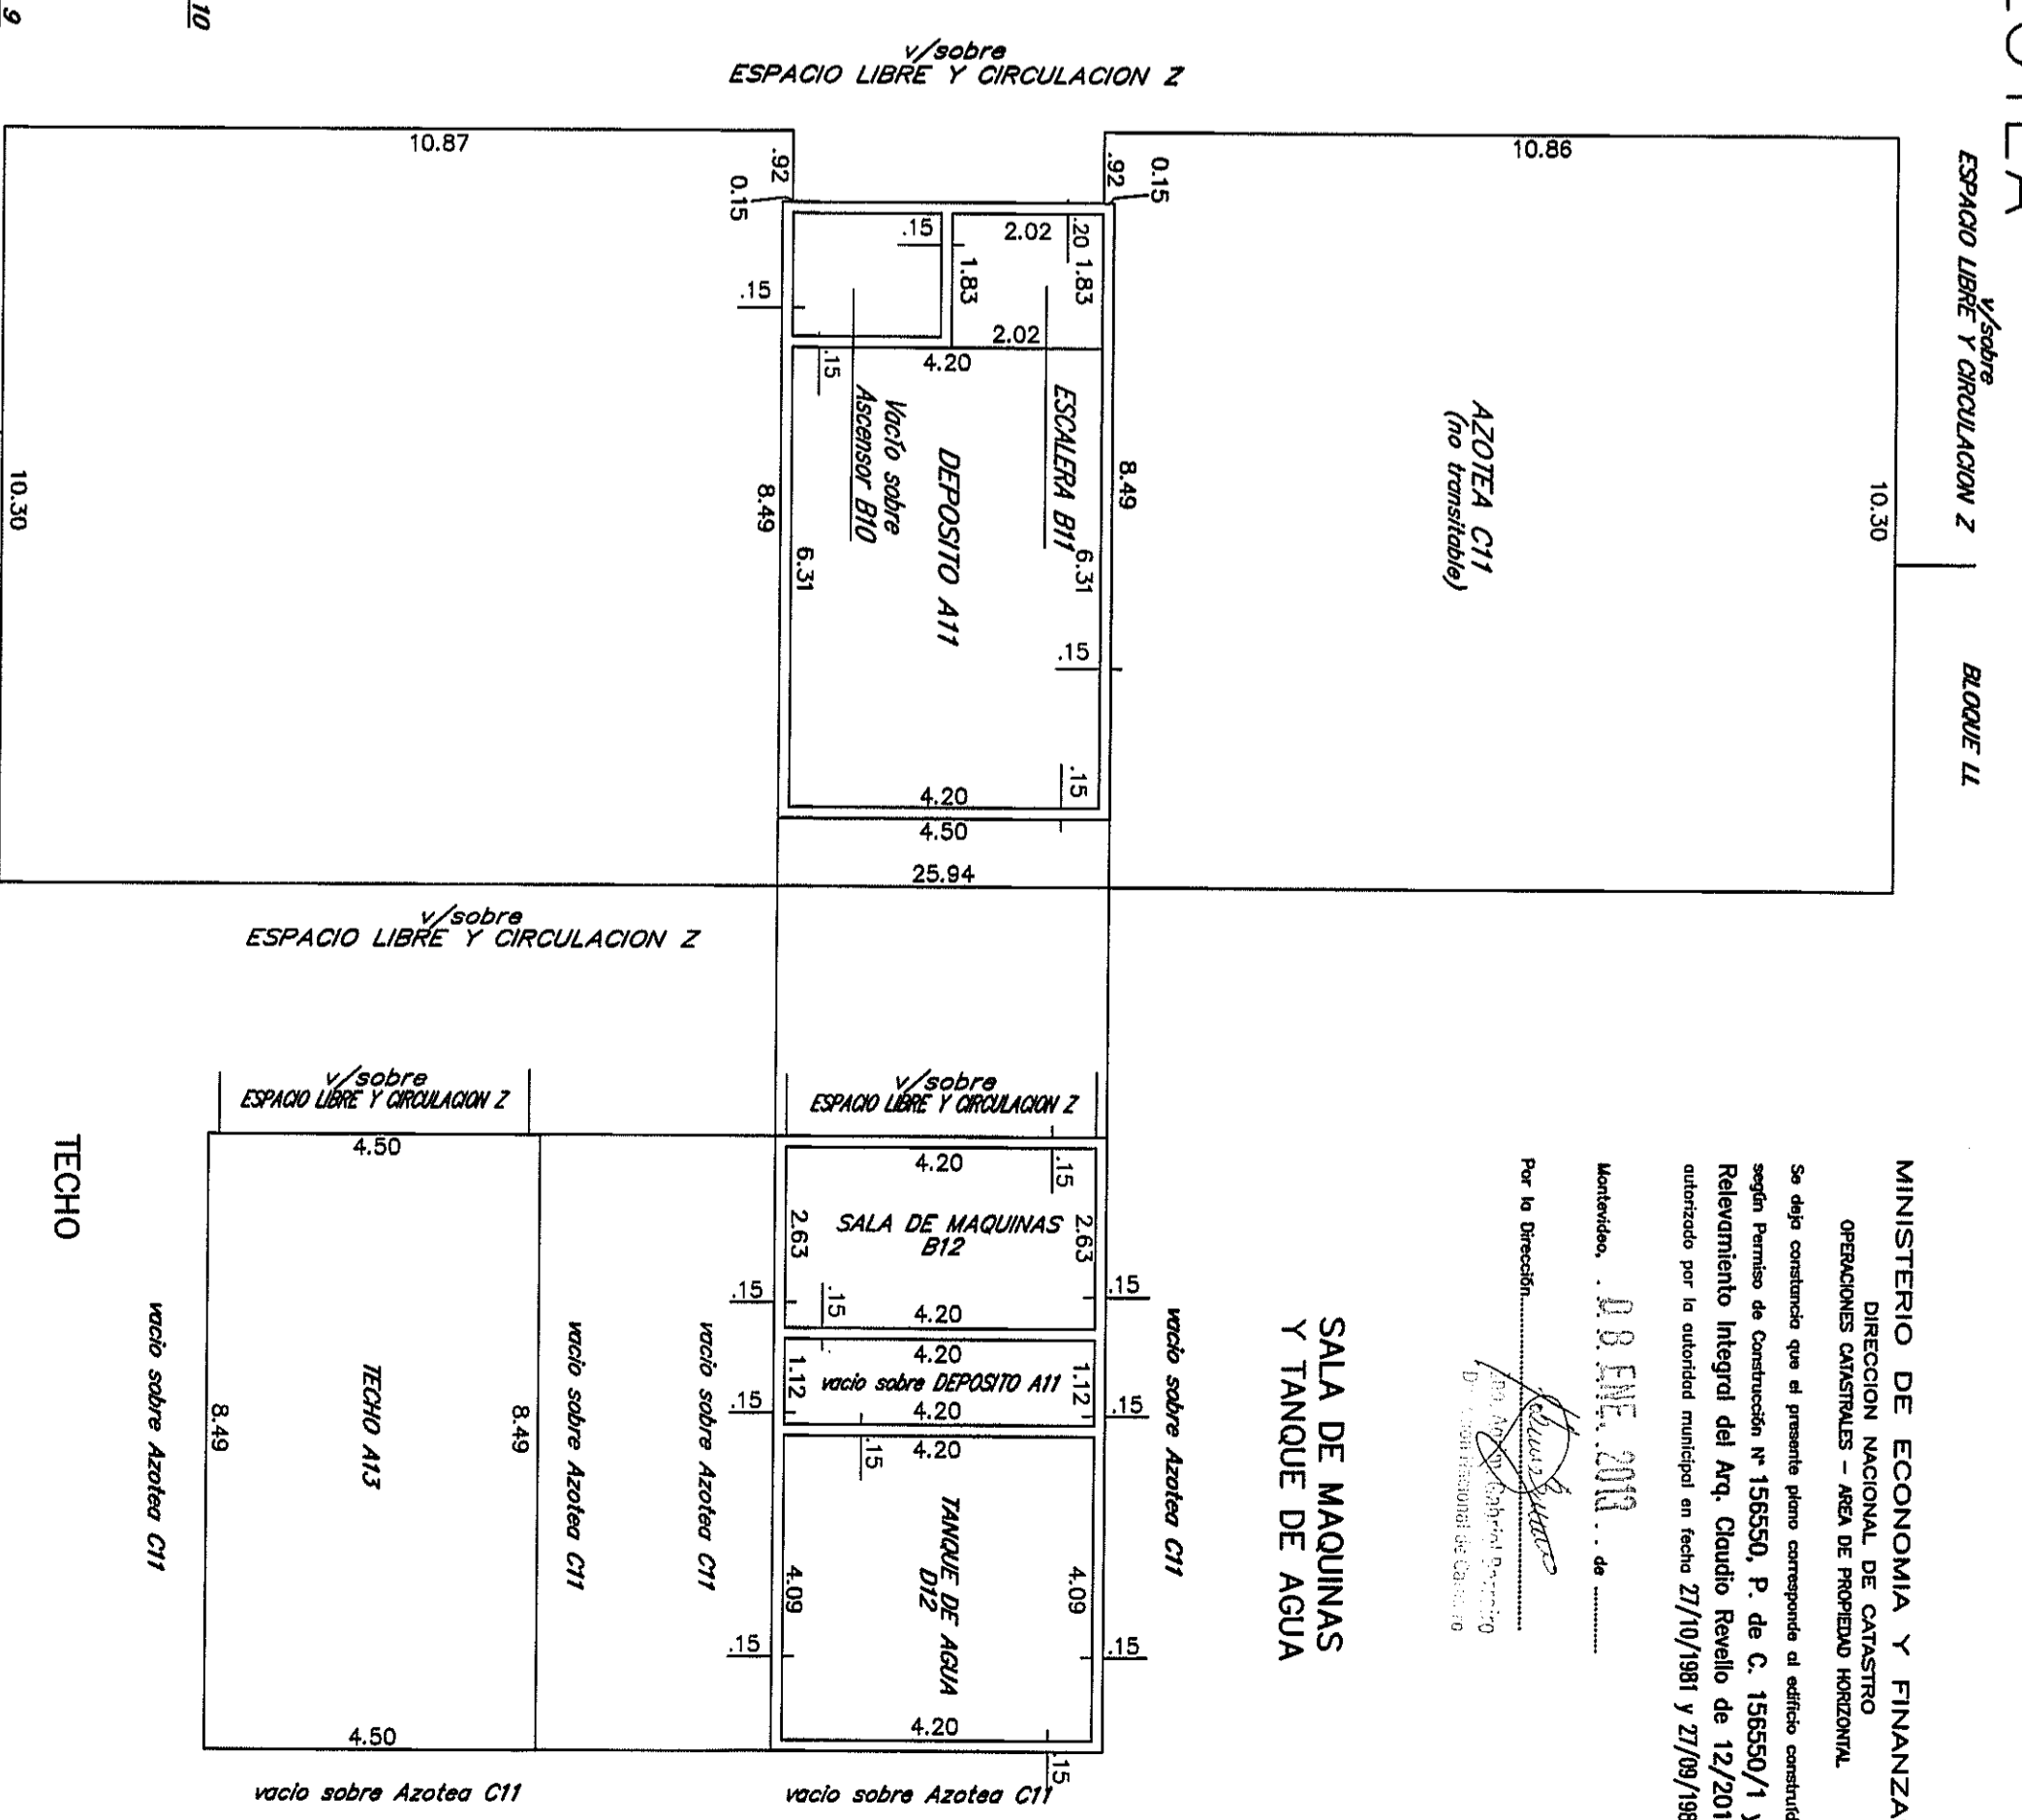 v/sobre
ESPACIO LIBRE Y CIRCULACION Z
10
9
10.87
.92
0.15
10.86
.92
0.15
v/sobre
ESPACIO LIBRE Y CIRCULACION Z
BLOQUE LL
10.30
AZOTEA C11
(no transitable)
.15
2.02
.20
1.83
1.83
.15
2.02
4.20
.15
ESCALERA B11
Vacío sobre
Ascensor B10
DEPOSITO A11
8.49
8.49
6.31
6.31
.15
.15
4.20
4.50
25.94
10.30
v/sobre
ESPACIO LIBRE Y CIRCULACION Z
v/sobre
ESPACIO LIBRE Y CIRCULACION Z
v/sobre
ESPACIO LIBRE Y CIRCULACION Z
TECHO
4.50
8.49
8.49
TECHO A13
4.50
vacio sobre Azotea C11
vacio sobre Azotea C11
vacio sobre Azotea C11
vacio sobre Azotea C11
4.20
.15
SALA DE MAQUINAS
B12
2.63
2.63
.15
.15
.15
4.20
4.20
1.12
1.12
vacio sobre DEPOSITO A11
.15
.15
4.20
4.20
.15
TANQUE DE AGUA
D12
4.09
4.09
.15
.15
4.20
.15
vacio sobre Azotea C11
vacio sobre Azotea C11
SALA DE MAQUINAS
Y TANQUE DE AGUA
MINISTERIO DE ECONOMIA Y FINANZA
DIRECCION NACIONAL DE CATASTRO
OPERACIONES CATASTRALES - AREA DE PROPIEDAD HORIZONTAL
Se deja constancia que el presente plano corresponde al edificio construíd
según Permiso de Construcción Nº 156550, P. de C. 156550/1 y
Relevamiento Integral del Arq. Claudio Revello de 12/201
autorizado por la autoridad municipal en fecha 27/10/1981 y 27/09/198
Montevideo, 08 ENE. 2013 de
Por la Dirección